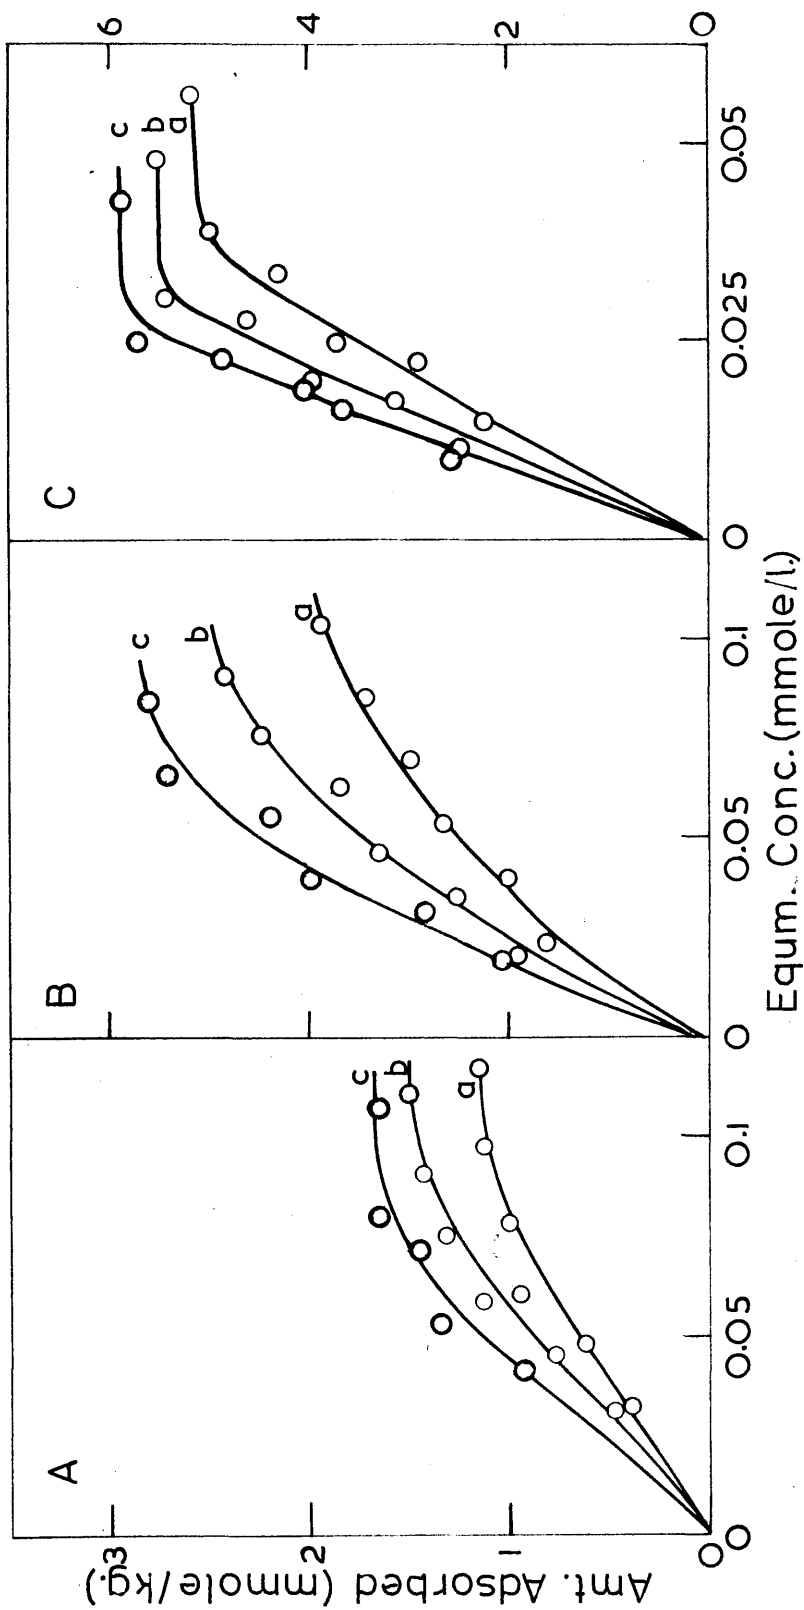 Amt. Adsorbed (mmole/kg.)
3
2
1
0
A
c
b
a
0
0.05
0.1
B
c
b
a
0
0.05
0.1
C
c
b
a
0
0.025
0.05
6
4
2
0
Equm. Conc. (mmole/l.)